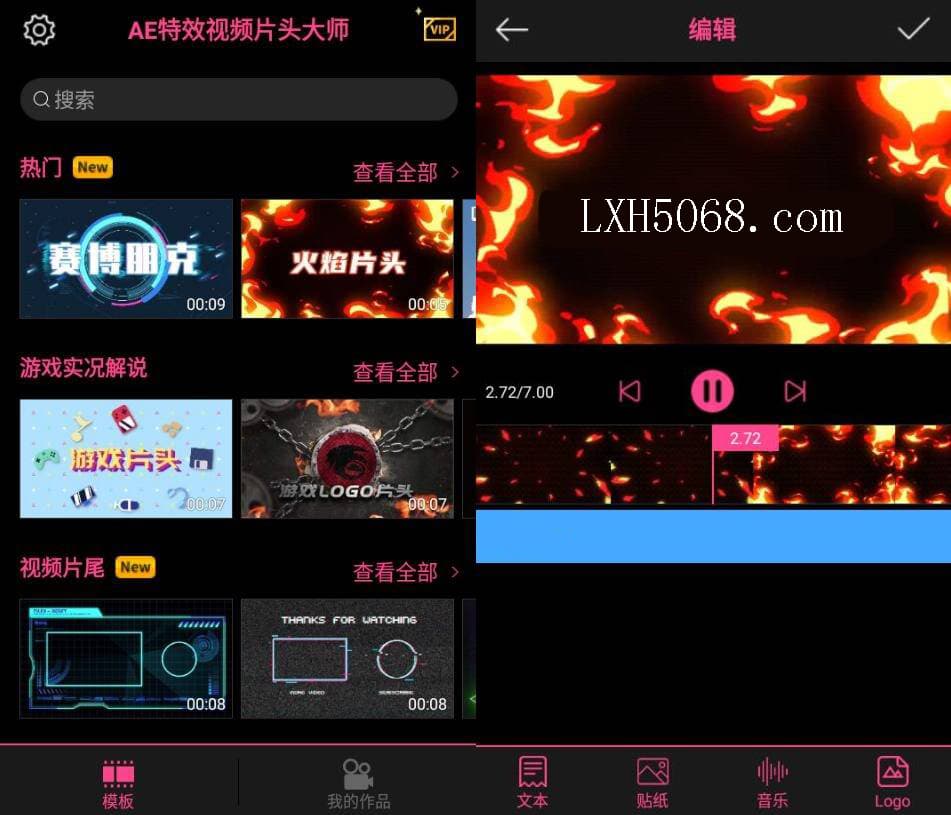 AE特效视频片头大师
VIP
搜索
热门 New
查看全部
赛博朋克
00:09
火焰片头
00:05
游戏实况解说
查看全部
游戏片头
00:07
游戏LOGO片头
00:07
视频片尾 New
查看全部
00:08
THANKS FOR WATCHING
00:08
模板
我的作品
编辑
LXH5068.com
2.72/7.00
2.72
文本
贴纸
音乐
Logo